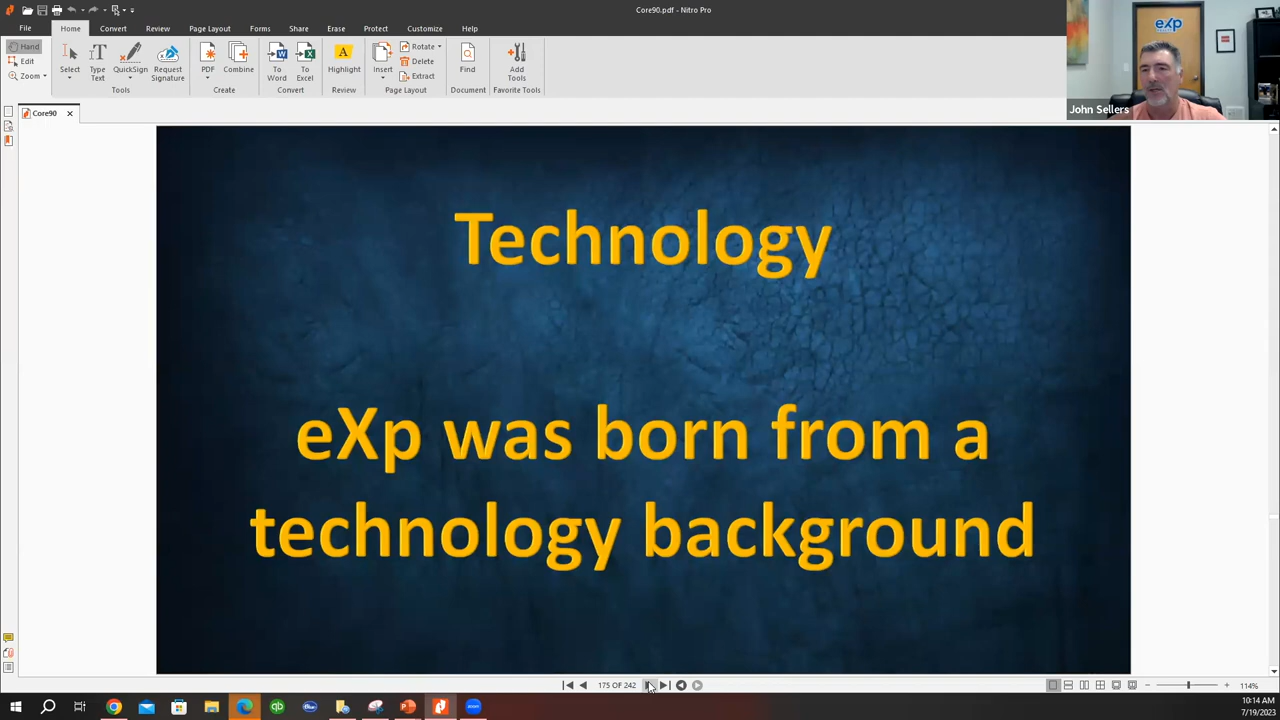 Core90.pdf - Nitro Pro
File Home Convert Review Page Layout Forms Share Erase Protect Customize Help
Hand
Edit
Zoom
Select
Type Text
QuickSign
Request Signature
Tools
PDF
Combine
Create
To Word
To Excel
Convert
Highlight
Review
Insert
Rotate
Delete
Extract
Page Layout
Find
Document
Add Tools
Favorite Tools
eXp
John Sellers
Core90
Technology
eXp was born from a
technology background
175 OF 242
114%
10:14 AM
7/19/2023